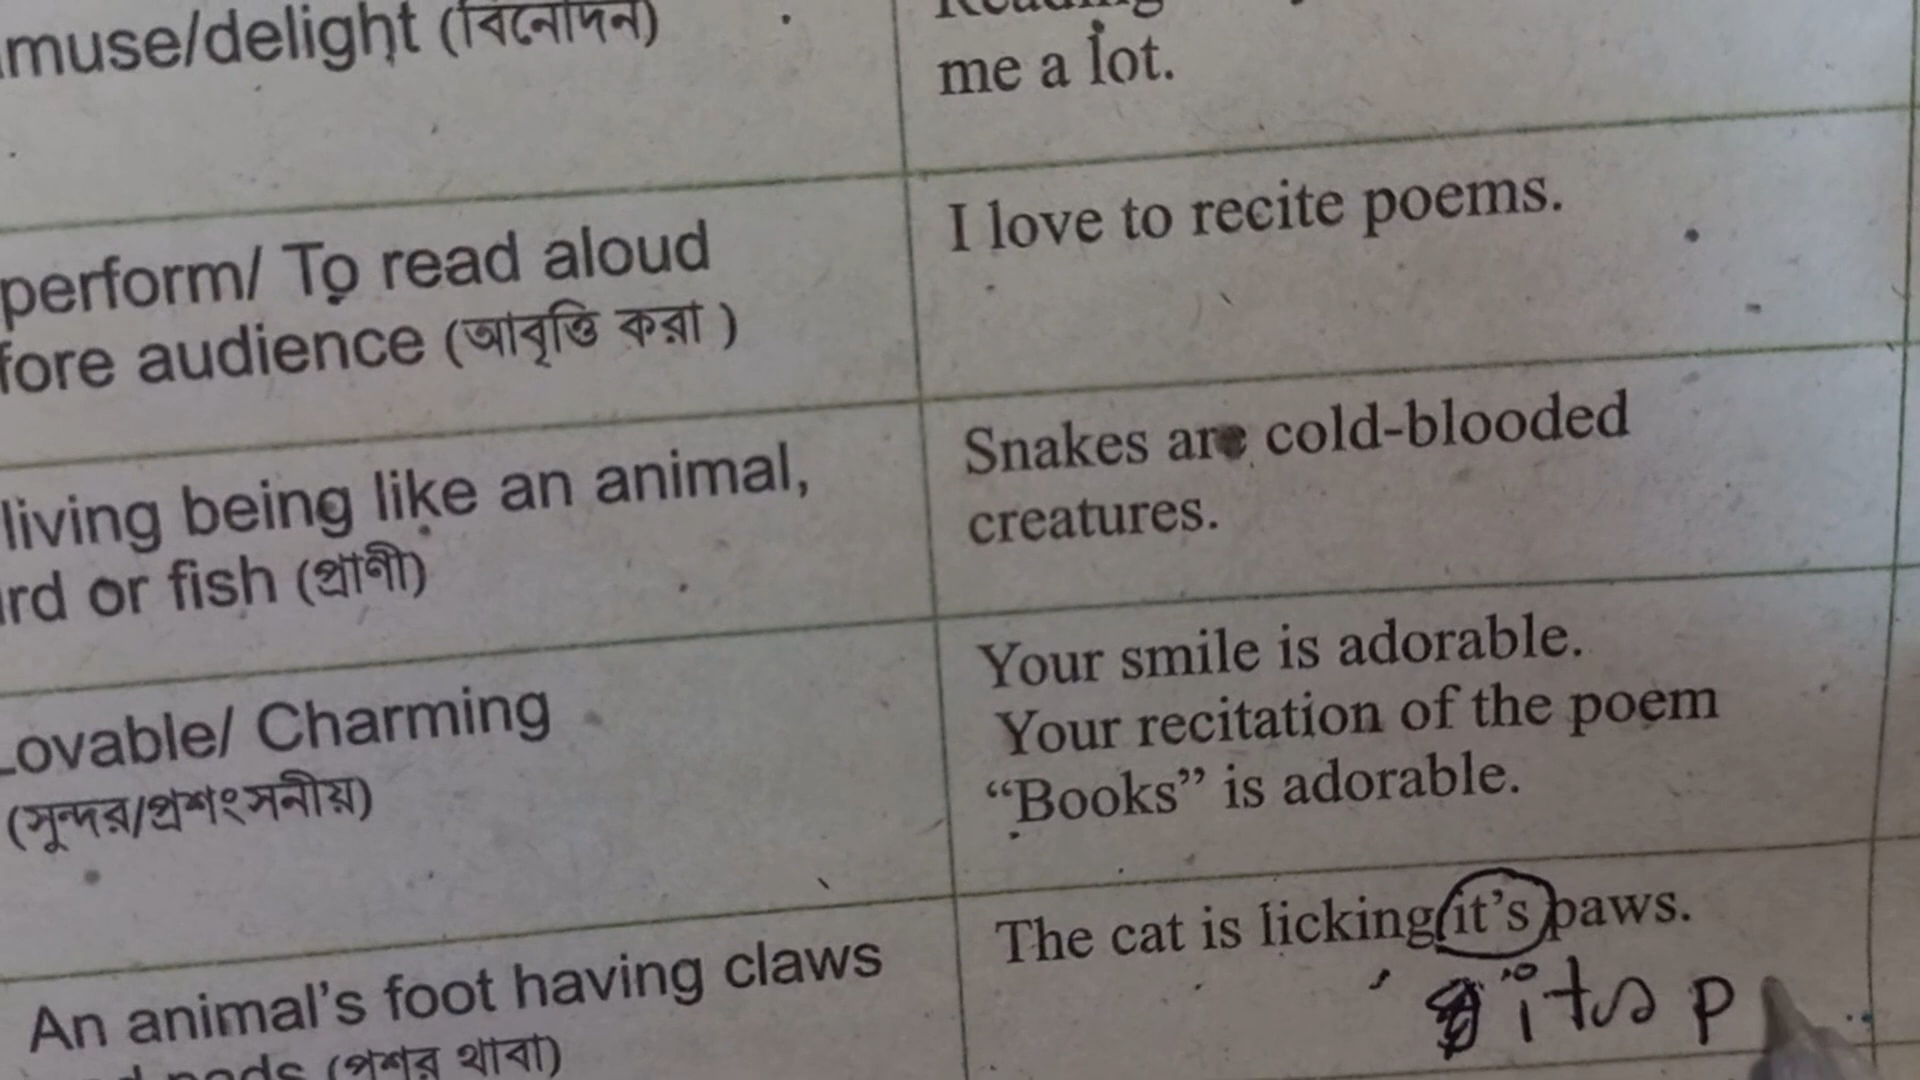 muse/delight (বিনোদন)
me a lot.
perform/ To read aloud
fore audience (আবৃত্তি করা )
I love to recite poems.
living being like an animal,
ird or fish (প্রাণী)
Snakes are cold-blooded
creatures.
Lovable/ Charming
(সুন্দর/প্রশংসনীয়)
Your smile is adorable.
Your recitation of the poem
“Books” is adorable.
An animal’s foot having claws
(পশুর থাবা)
The cat is licking it’s paws.
its p